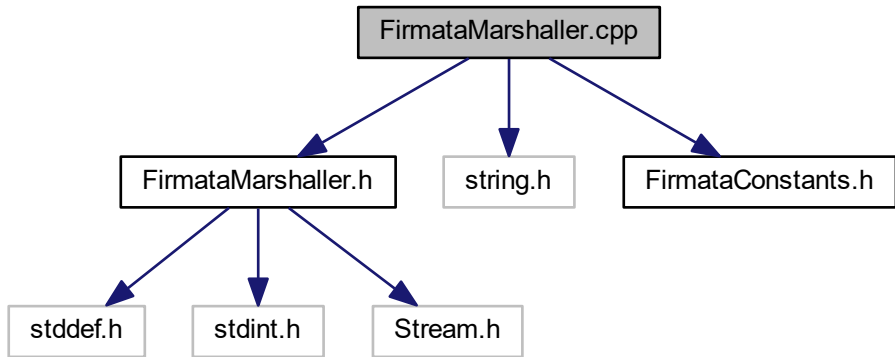 FirmataMarshaller.cpp
FirmataMarshaller.h
string.h
FirmataConstants.h
stddef.h
stdint.h
Stream.h